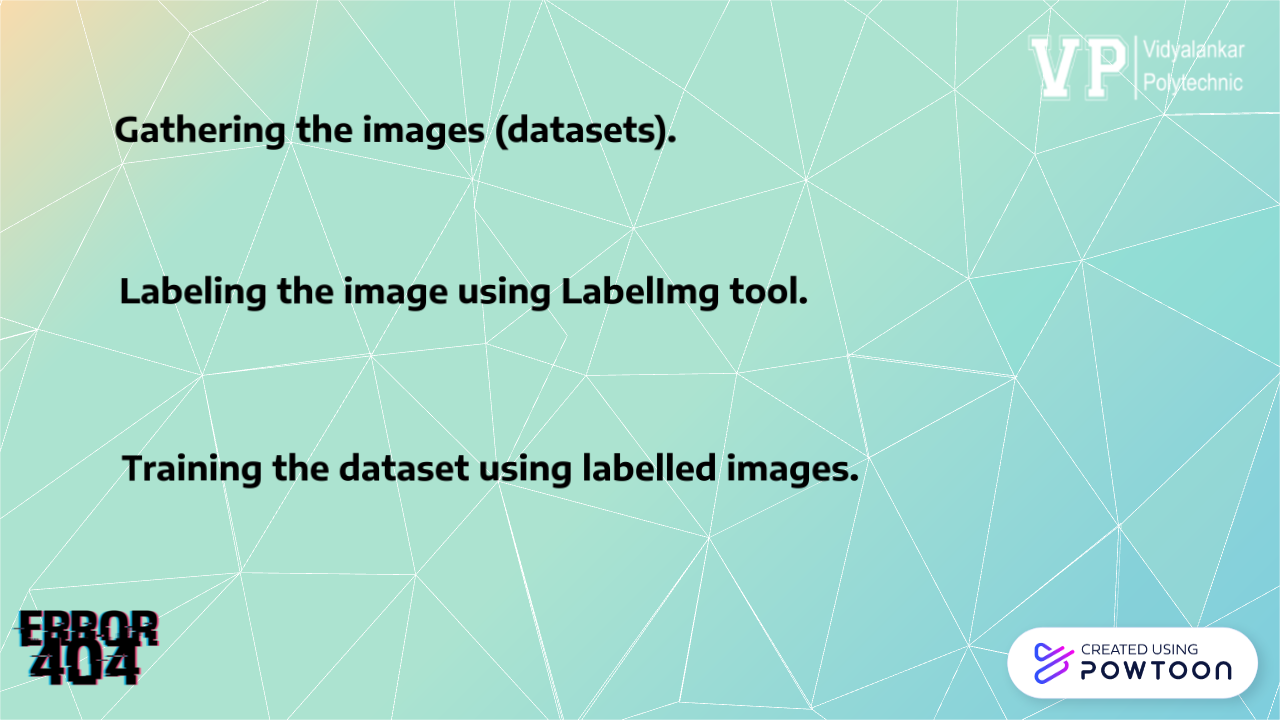 VP Vidyalankar
Polytechnic
Gathering the images (datasets).
Labeling the image using LabelImg tool.
Training the dataset using labelled images.
ERROR
404
CREATED USING
POWTOON